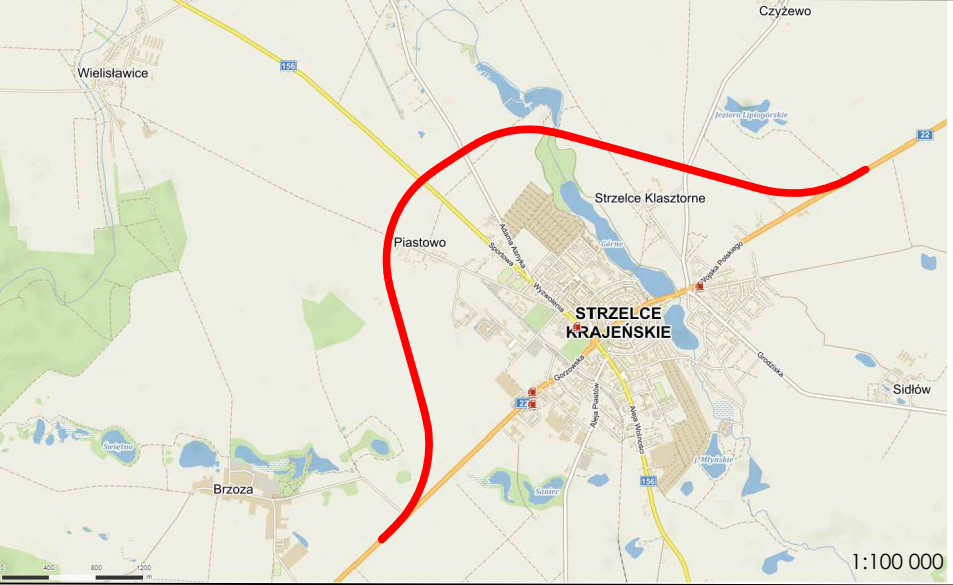 Czyżewo
Wielisławice
156
Jezioro Lipiogórskie
22
Strzelce Klasztorne
Adama Asnyka
Piastowo
Sportowa
Górne
Wojska Polskiego
Wyzwolenia
STRZELCE
KRAJEŃSKIE
Gorzowska
Grodziska
Sidłów
22
Aleja Piastów
Aleja Wolności
Świętno
J. Młyńskie
Brzoza
Saniec
156
1:100 000
0 400 800 1200
m